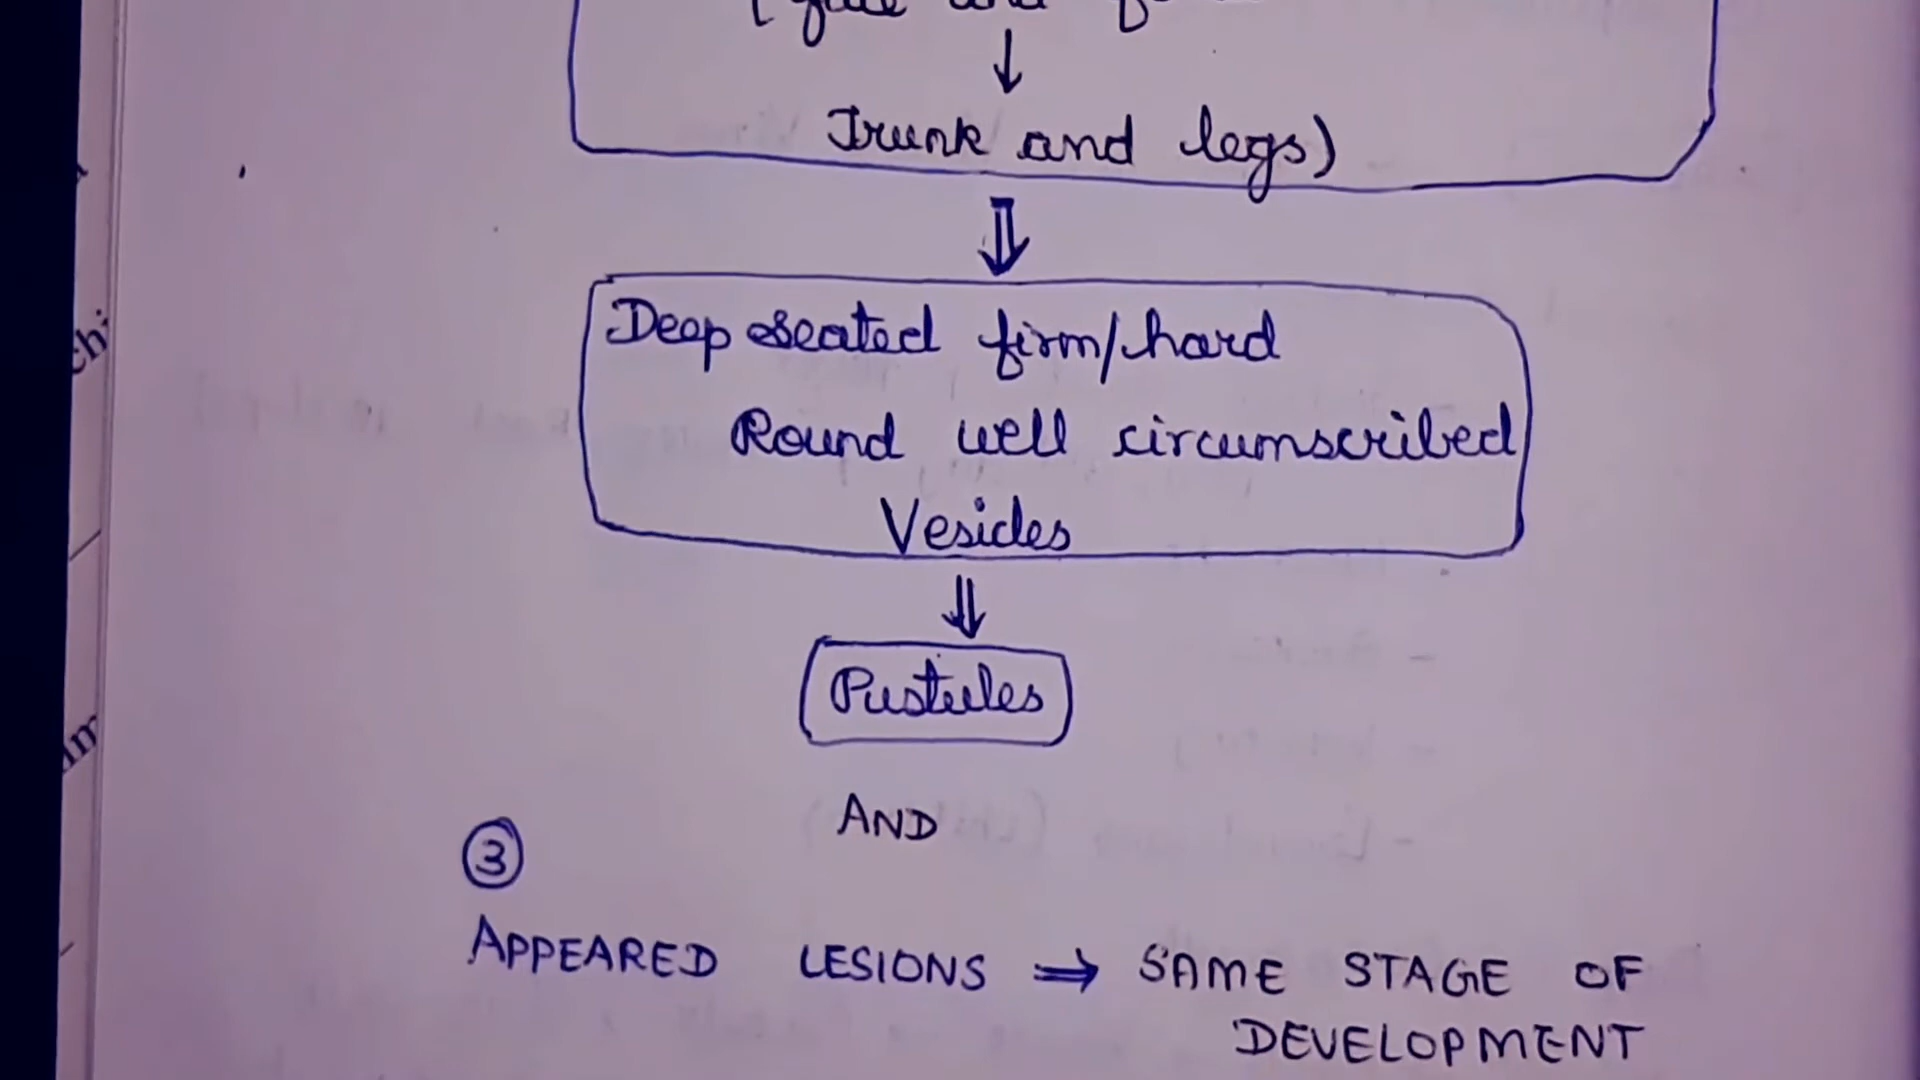 Trunk and legs)
Deep seated firm/hard
Round well circumscribed
Vesicles
Pustules
AND
3
APPEARED LESIONS ⇒ SAME STAGE OF
DEVELOPMENT